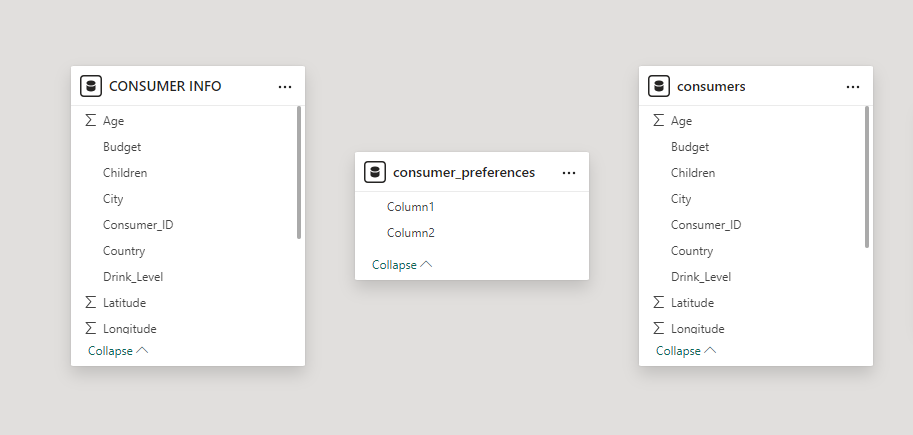 CONSUMER INFO
Age
Budget
Children
City
Consumer_ID
Country
Drink_Level
Latitude
Longitude
Collapse
consumer_preferences
Column1
Column2
Collapse
consumers
Age
Budget
Children
City
Consumer_ID
Country
Drink_Level
Latitude
Longitude
Collapse